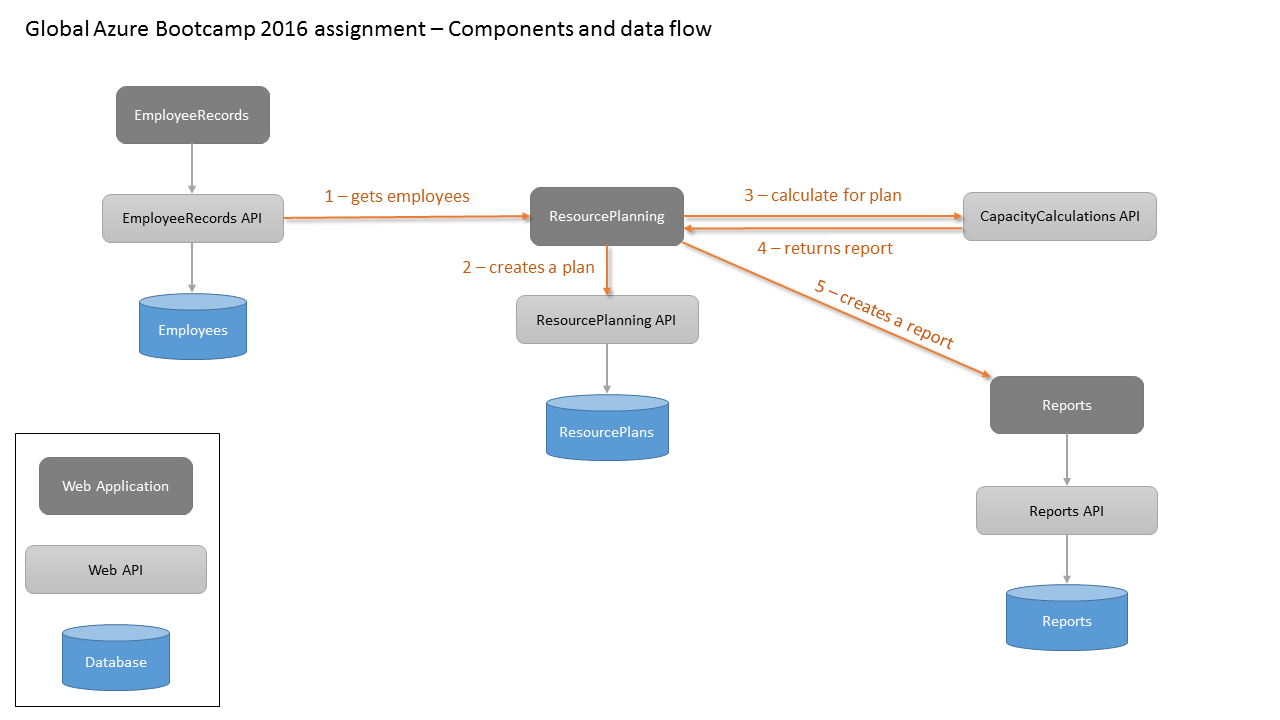 Global Azure Bootcamp 2016 assignment – Components and data flow
EmployeeRecords
EmployeeRecords API
Employees
1 – gets employees
ResourcePlanning
2 – creates a plan
ResourcePlanning API
ResourcePlans
3 – calculate for plan
CapacityCalculations API
4 – returns report
5 – creates a report
Reports
Reports API
Reports
Web Application
Web API
Database